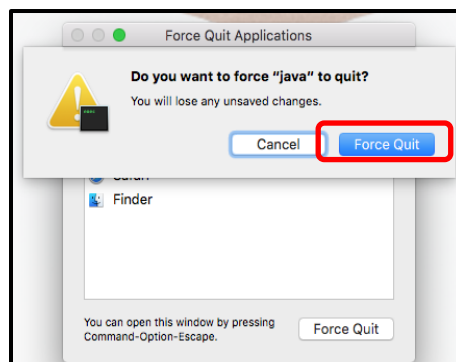 Force Quit Applications
Do you want to force “java” to quit?
You will lose any unsaved changes.
Cancel
Force Quit
Safari
Finder
You can open this window by pressing
Command-Option-Escape.
Force Quit